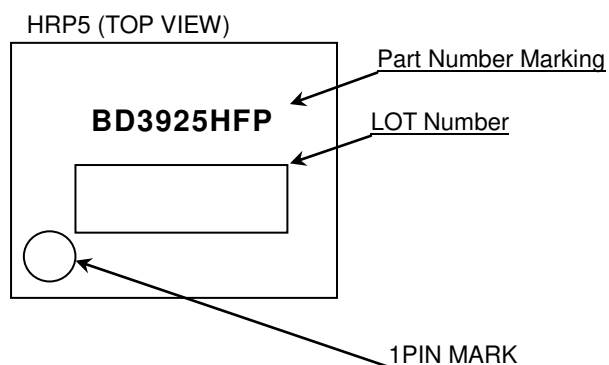 HRP5 (TOP VIEW)
Part Number Marking
BD3925HFP
LOT Number
1PIN MARK